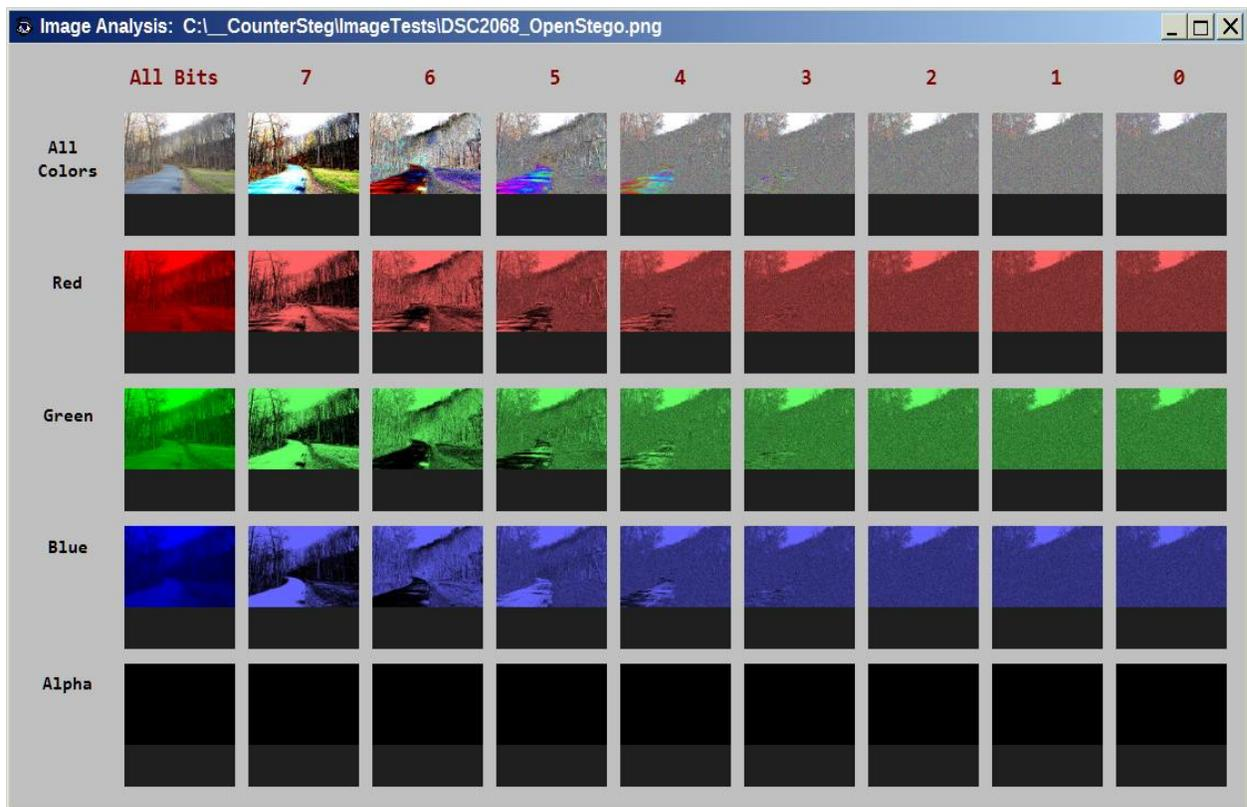 Image Analysis: C:\__CounterSteg\ImageTests\DSC2068_OpenStego.png
All Bits 7 6 5 4 3 2 1 0
All
Colors
Red
Green
Blue
Alpha